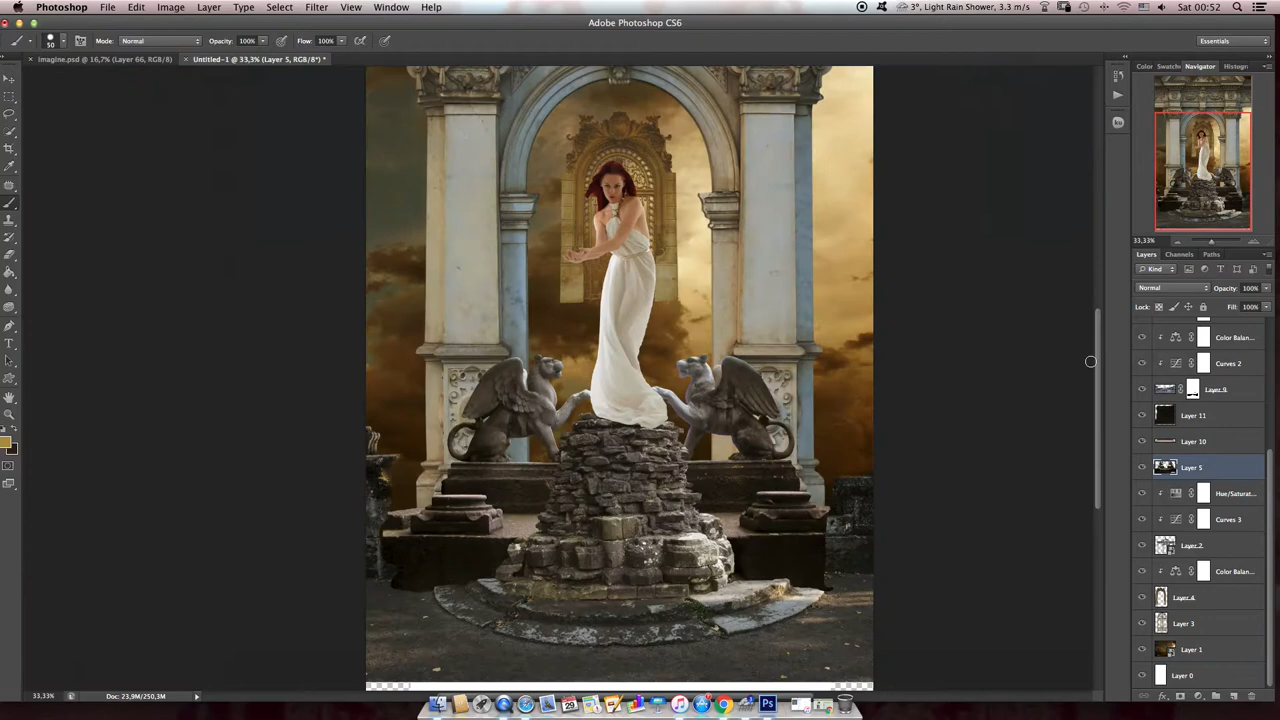 Photoshop File Edit Image Layer Type Select Filter View Window Help
3°, Light Rain Shower, 3.3 m/s Sat 00:52
Adobe Photoshop CS6
50 Mode: Normal Opacity: 100% Flow: 100% Essentials
× Imagine.psd @ 16,7% (Layer 66, RGB/8) × Untitled-1 @ 33,3% (Layer 5, RGB/8*) *
Color Swatch Navigator Histogr
33,33%
Layers Channels Paths
Kind
Normal Opacity: 100%
Lock: Fill: 100%
Color Balan...
Curves 2
Layer 9
Layer 11
Layer 10
Layer 5
Hue/Saturat...
Curves 3
Layer 2
Color Balan...
Layer 4
Layer 3
Layer 1
Layer 0
33,33% Doc: 23,9M/250,3M
29 Ps